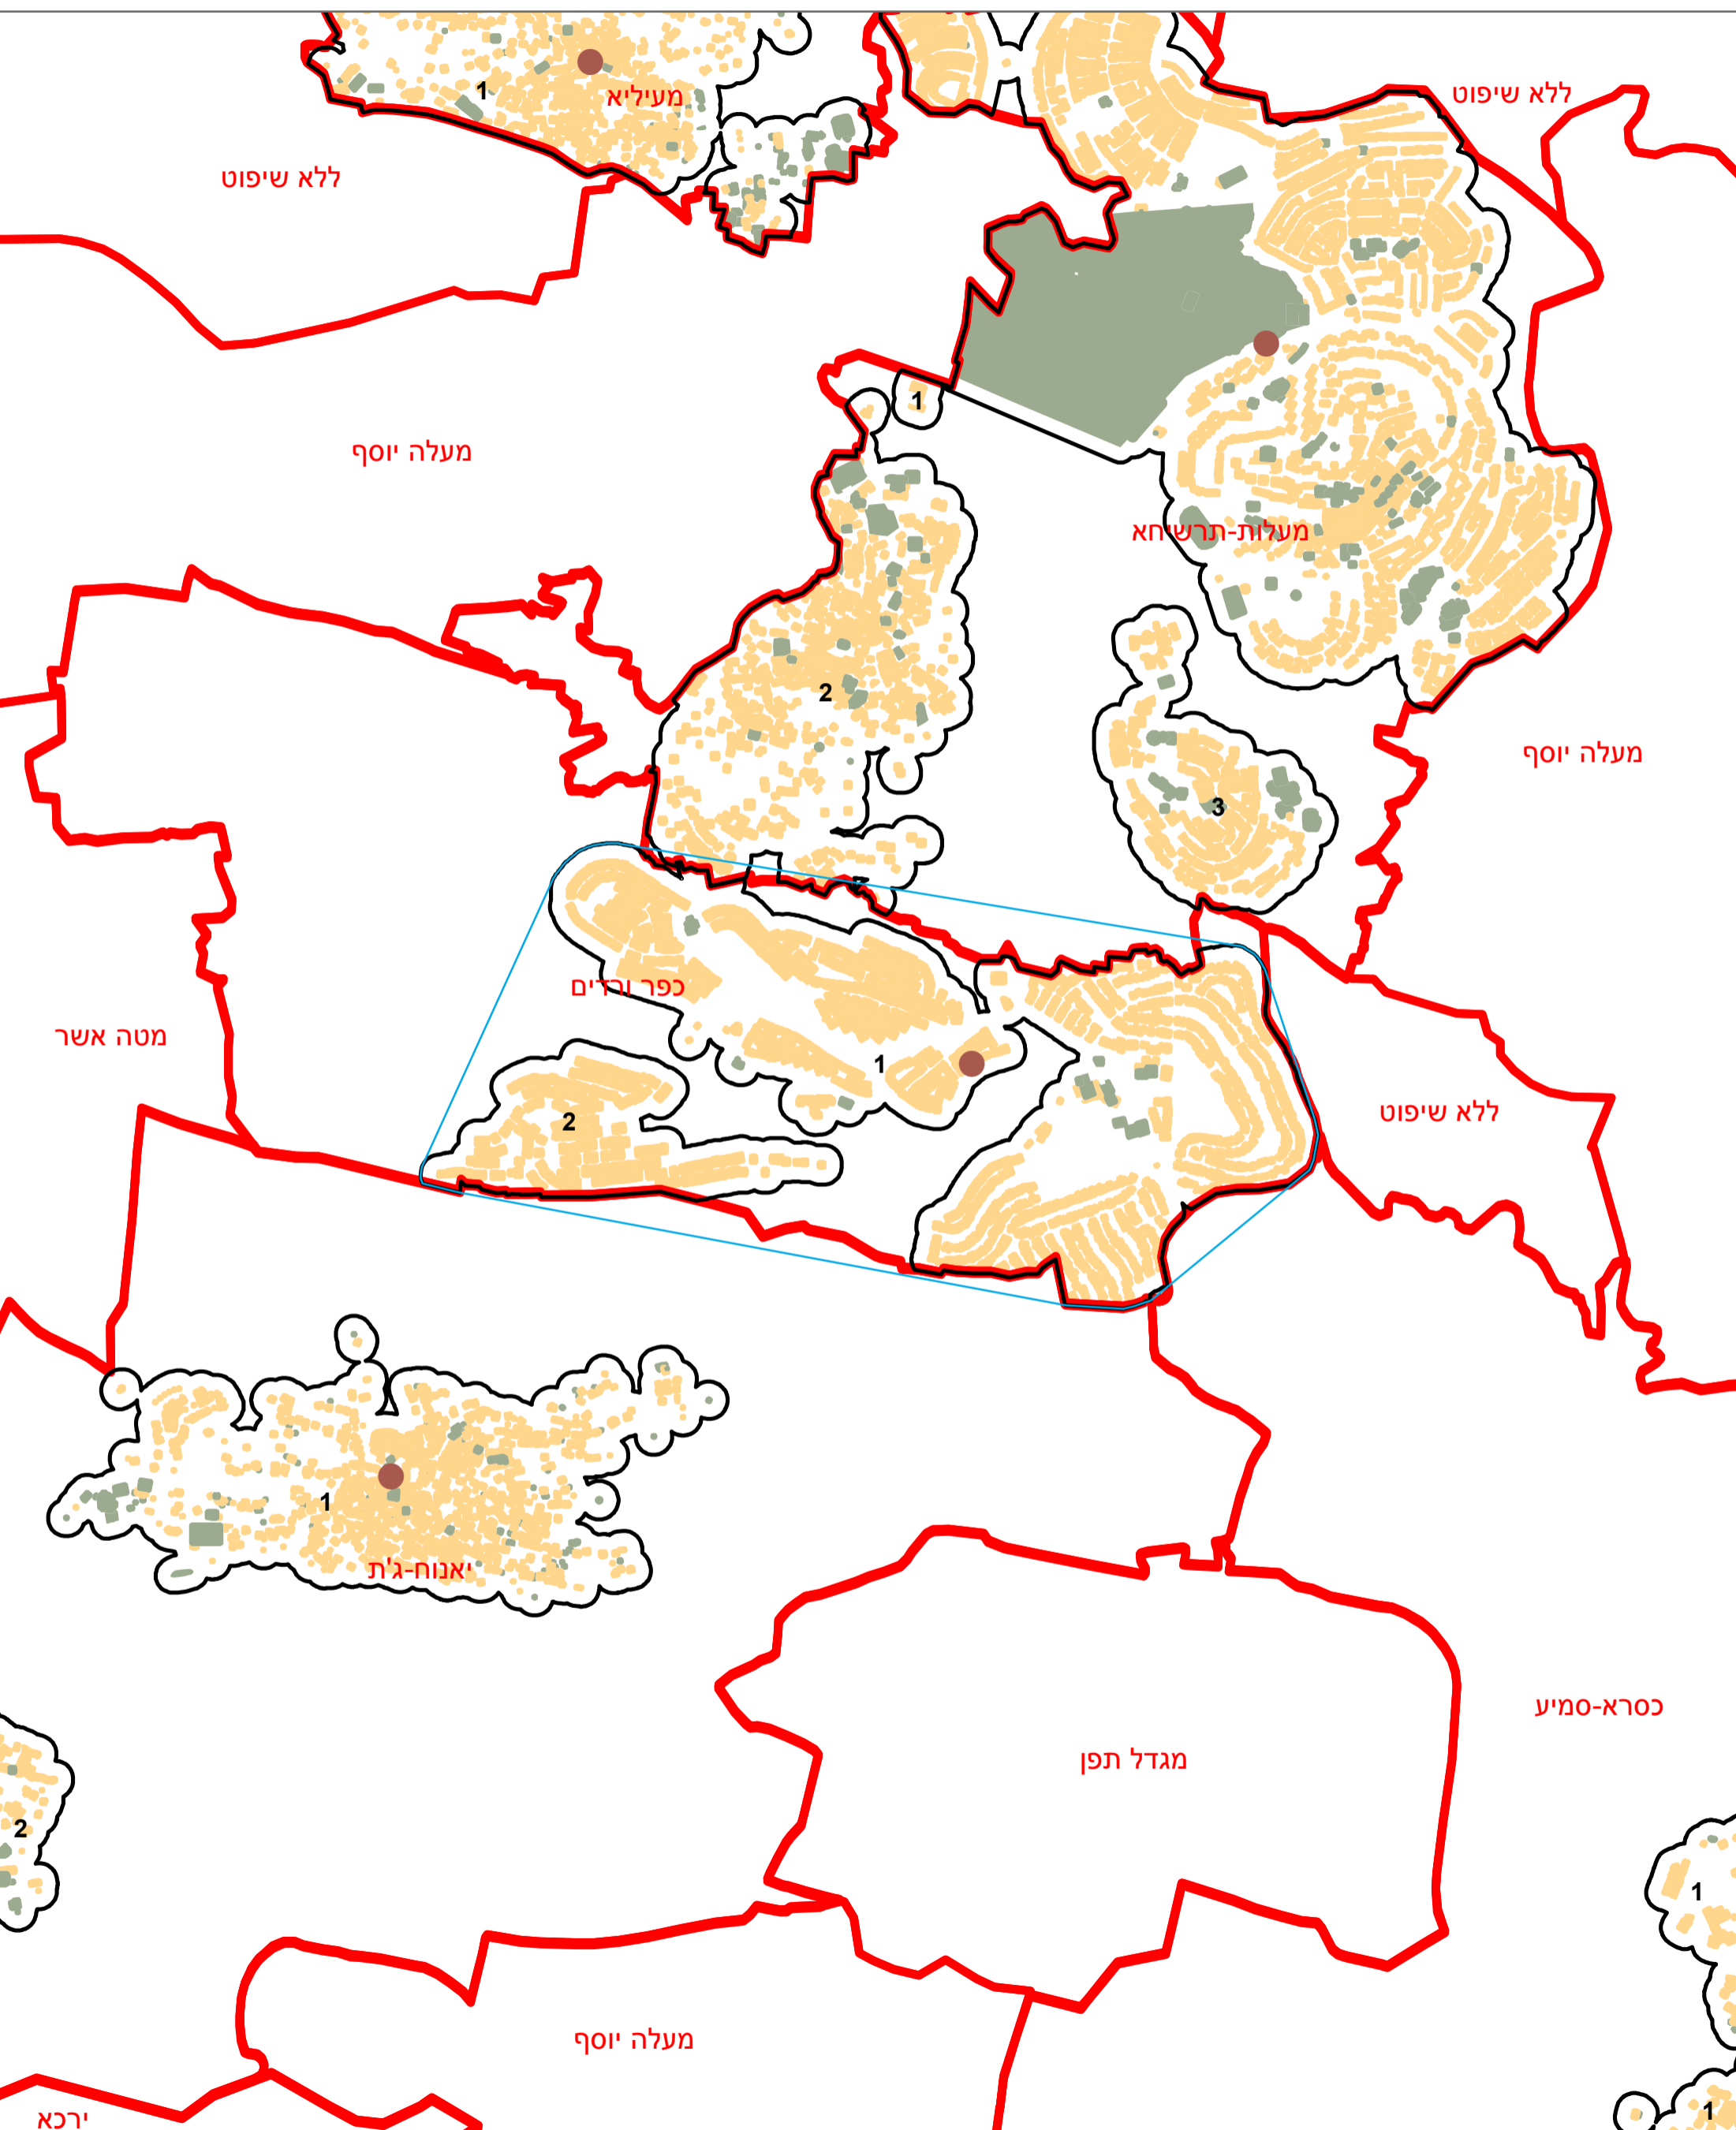 1
מעיליא
ללא שיפוט
ללא שיפוט
1
מעלה יוסף
מעלות-תרשיחא
2
מעלה יוסף
3
כפר ורדים
מטה אשר
1
ללא שיפוט
2
1
יאנוח-ג'ת
כסרא-סמיע
מגדל תפן
2
1
מעלה יוסף
1
ירכא